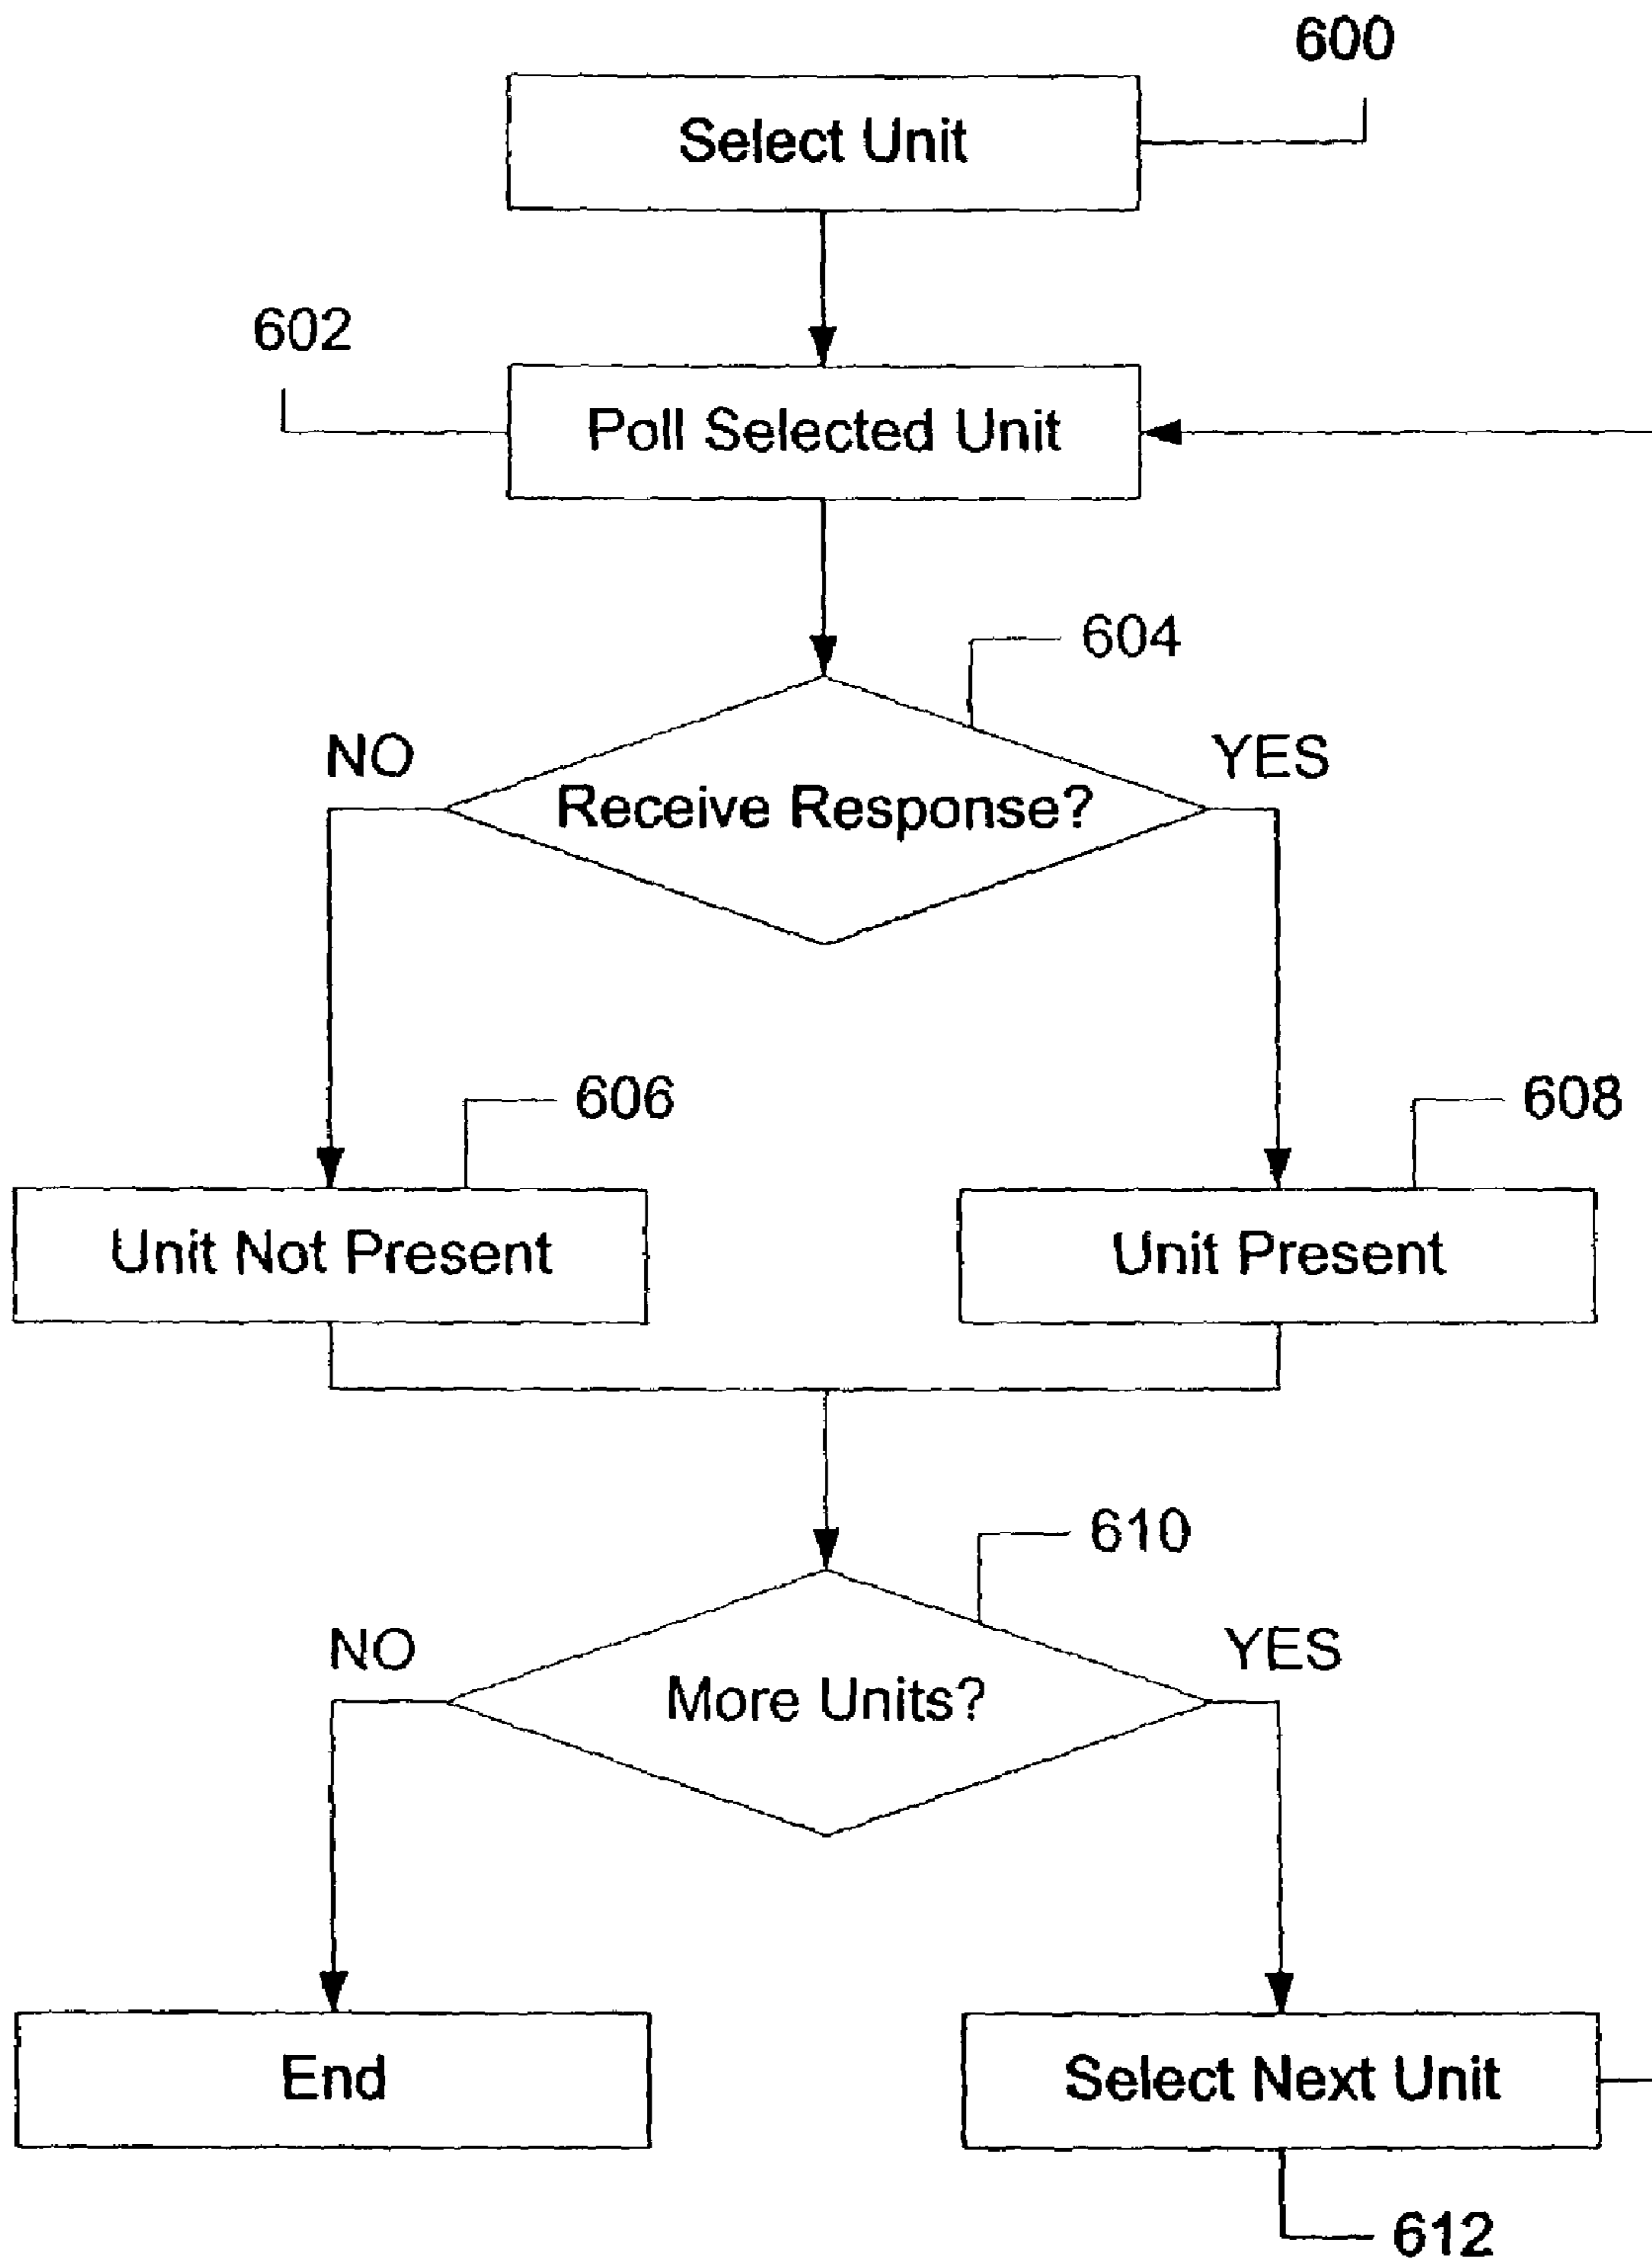 600
Select Unit
602
Poll Selected Unit
604
NO
YES
Receive Response?
606
608
Unit Not Present
Unit Present
610
NO
YES
More Units?
End
Select Next Unit
612